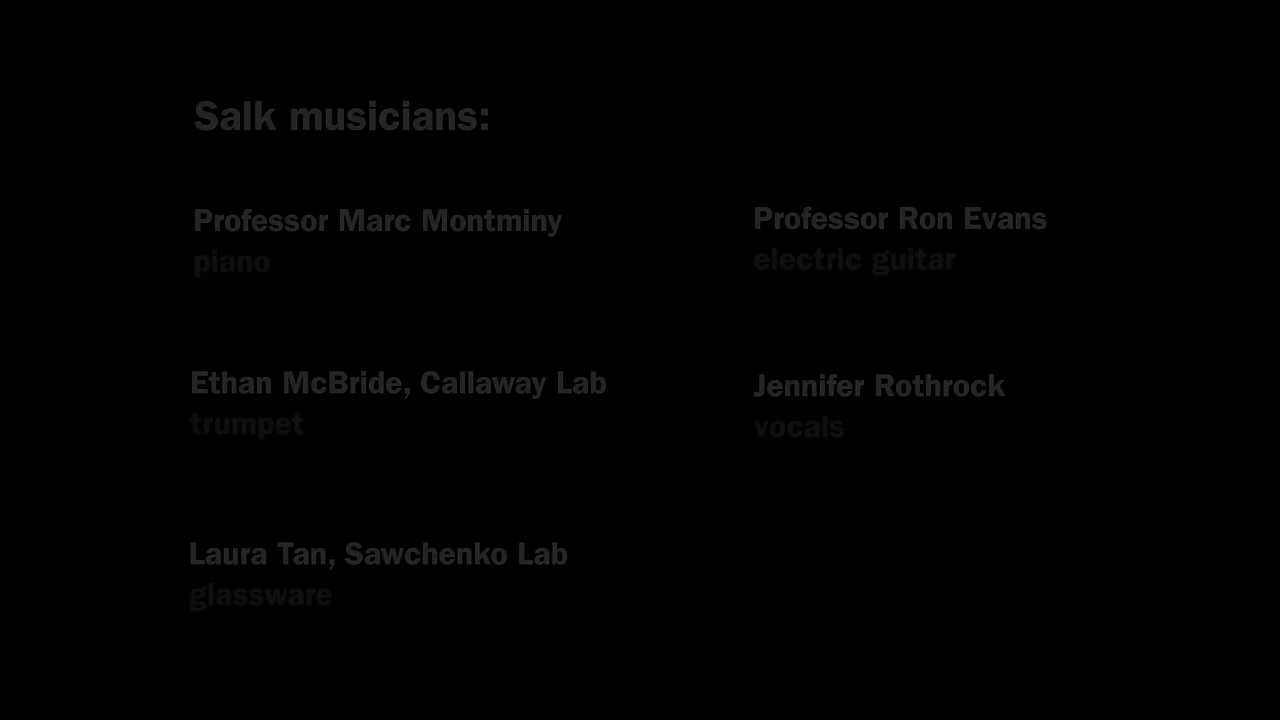 Salk musicians:
Professor Marc Montminy
piano
Professor Ron Evans
electric guitar
Ethan McBride, Callaway Lab
trumpet
Jennifer Rothrock
vocals
Laura Tan, Sawchenko Lab
glassware